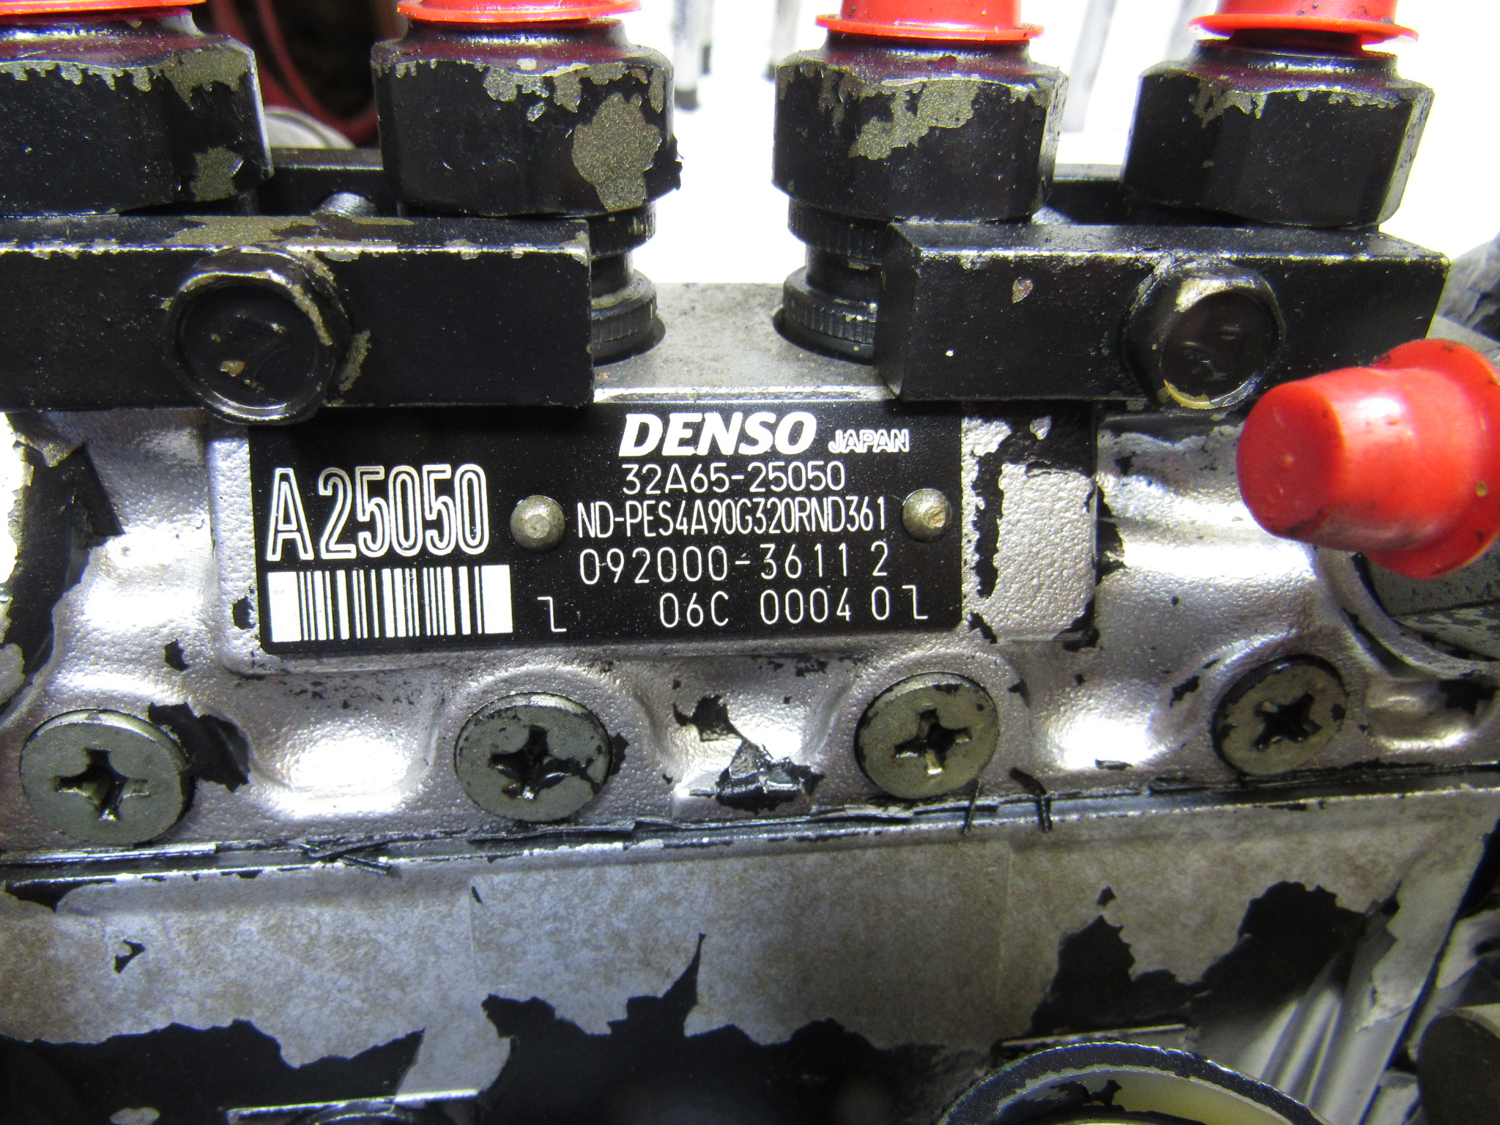 DENSO JAPAN
A25050
32A65-25050
ND-PES4A90G320RND361
092000-3611 2
06C 0004 0